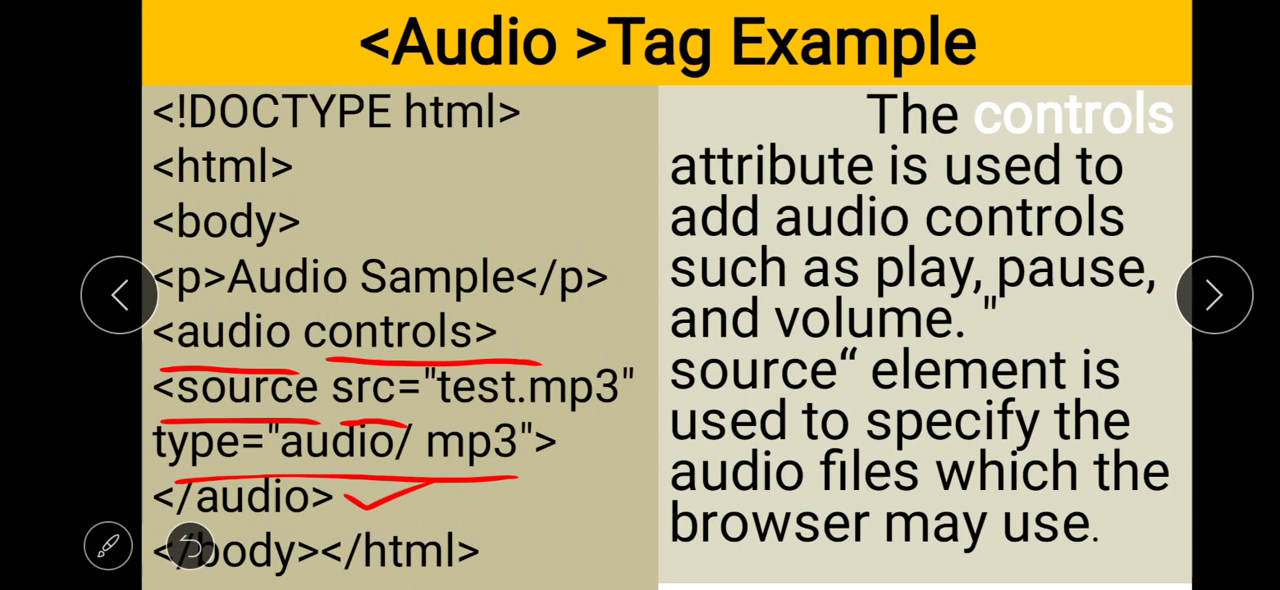 <Audio >Tag Example
<!DOCTYPE html>
<html>
<body>
<p>Audio Sample</p>
<audio controls>
<source src="test.mp3"
type="audio/ mp3">
</audio>
</body></html>
The controls
attribute is used to
add audio controls
such as play, pause,
and volume. "
source“ element is
used to specify the
audio files which the
browser may use.